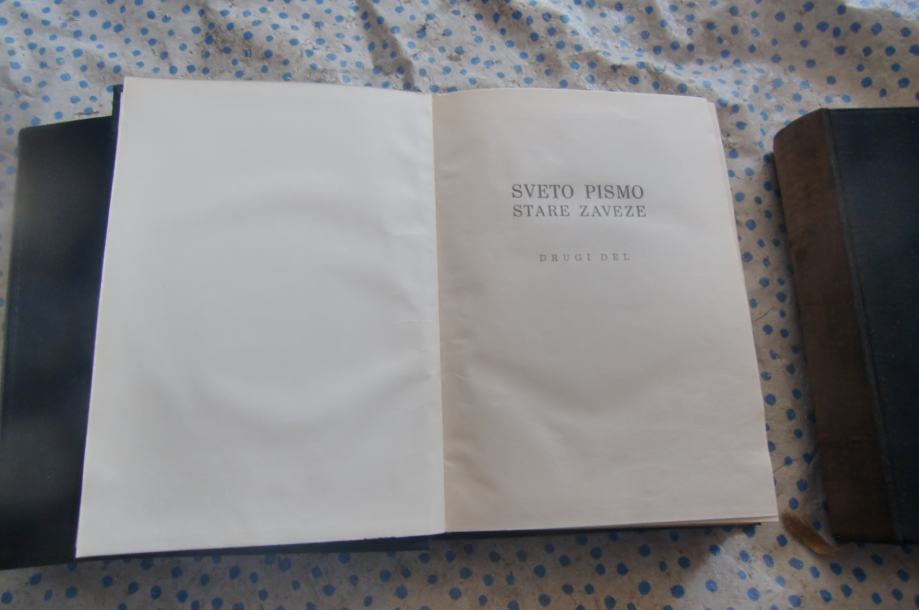 SVETO PISMO
STARE ZAVEZE
DRUGI DEL